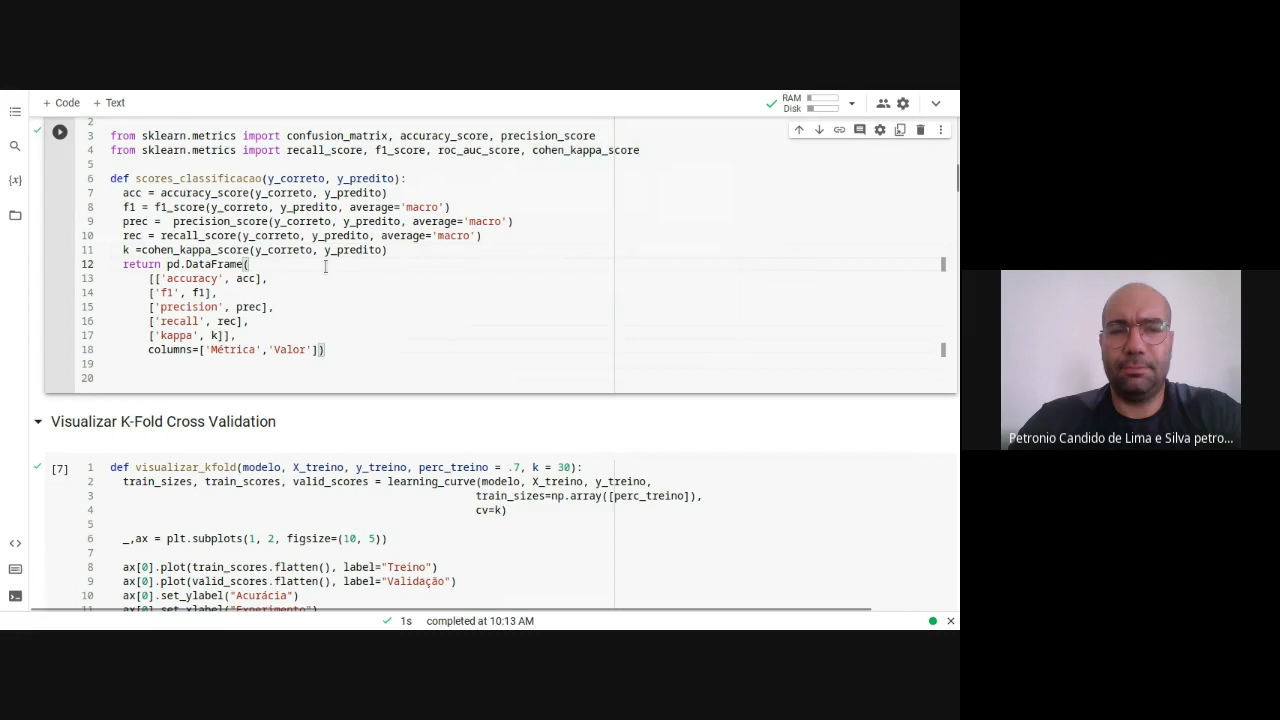 + Code + Text
RAM
Disk
2
3 from sklearn.metrics import confusion_matrix, accuracy_score, precision_score
4 from sklearn.metrics import recall_score, f1_score, roc_auc_score, cohen_kappa_score
5
6 def scores_classificacao(y_correto, y_predito):
7 acc = accuracy_score(y_correto, y_predito)
8 f1 = f1_score(y_correto, y_predito, average='macro')
9 prec = precision_score(y_correto, y_predito, average='macro')
10 rec = recall_score(y_correto, y_predito, average='macro')
11 k =cohen_kappa_score(y_correto, y_predito)
12 return pd.DataFrame(
13 [['accuracy', acc],
14 ['f1', f1],
15 ['precision', prec],
16 ['recall', rec],
17 ['kappa', k]],
18 columns=['Métrica','Valor'])
19
20
Visualizar K-Fold Cross Validation
[7] 1 def visualizar_kfold(modelo, X_treino, y_treino, perc_treino = .7, k = 30):
2 train_sizes, train_scores, valid_scores = learning_curve(modelo, X_treino, y_treino,
3 train_sizes=np.array([perc_treino]),
4 cv=k)
5
6 _,ax = plt.subplots(1, 2, figsize=(10, 5))
7
8 ax[0].plot(train_scores.flatten(), label="Treino")
9 ax[0].plot(valid_scores.flatten(), label="Validação")
10 ax[0].set_ylabel("Acurácia")
11 ax[0].set_xlabel("Experimento")
1s completed at 10:13 AM
Petronio Candido de Lima e Silva petro...